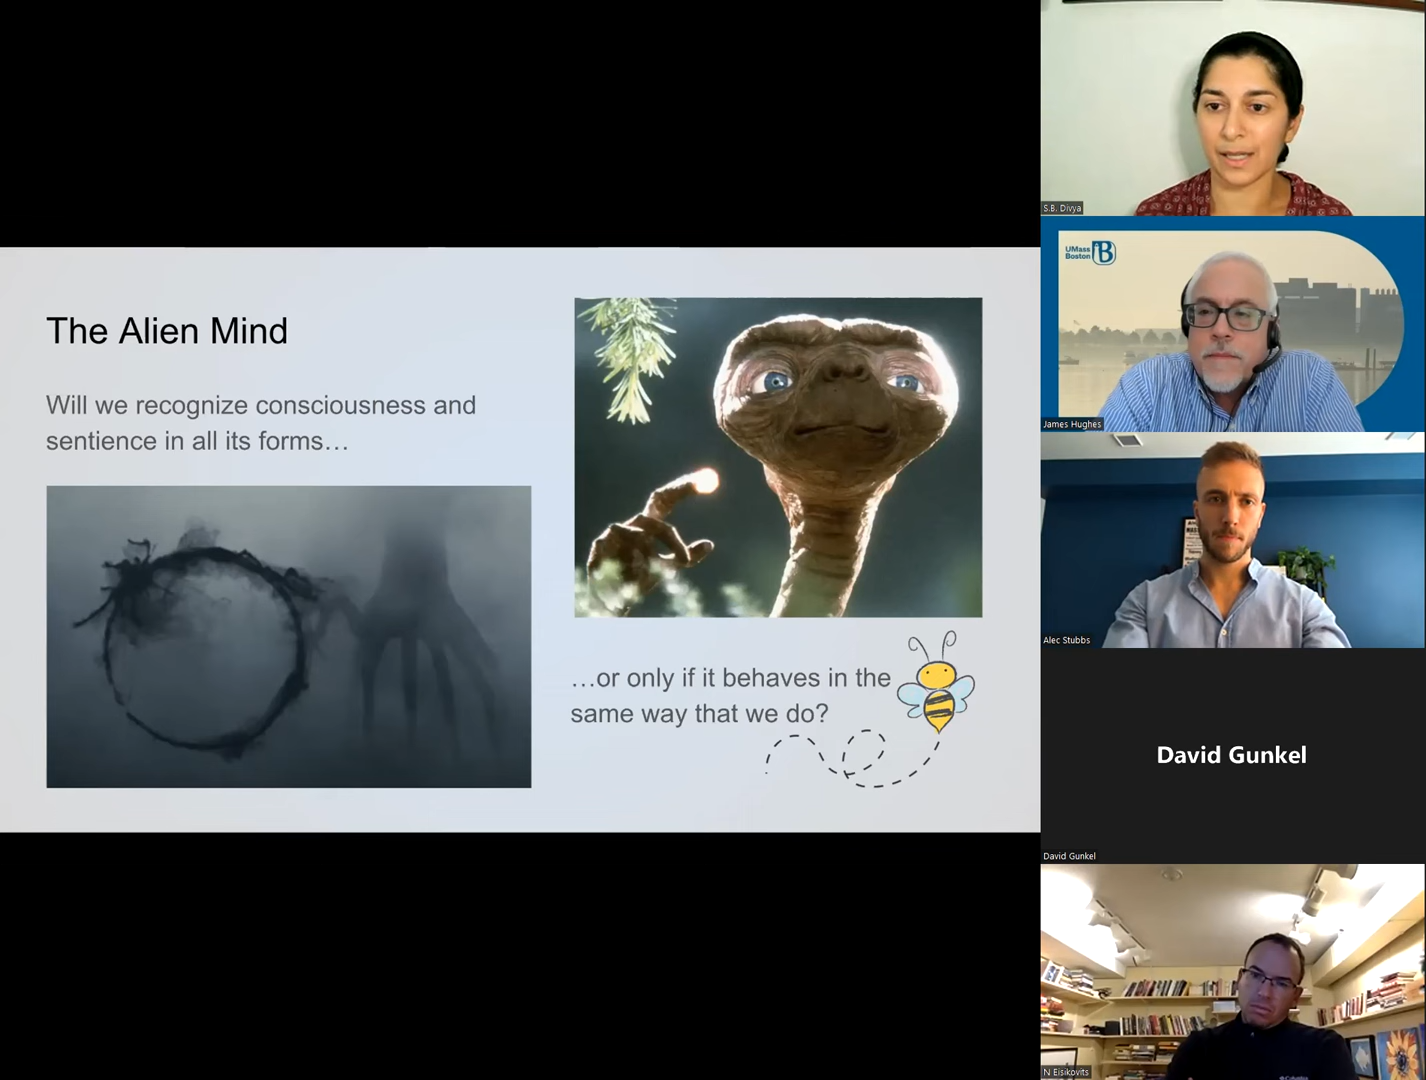 The Alien Mind
Will we recognize consciousness and
sentience in all its forms…
…or only if it behaves in the
same way that we do?
S.B. Divya
UMass
Boston
B
James Hughes
Alec Stubbs
David Gunkel
David Gunkel
N Eisikovits